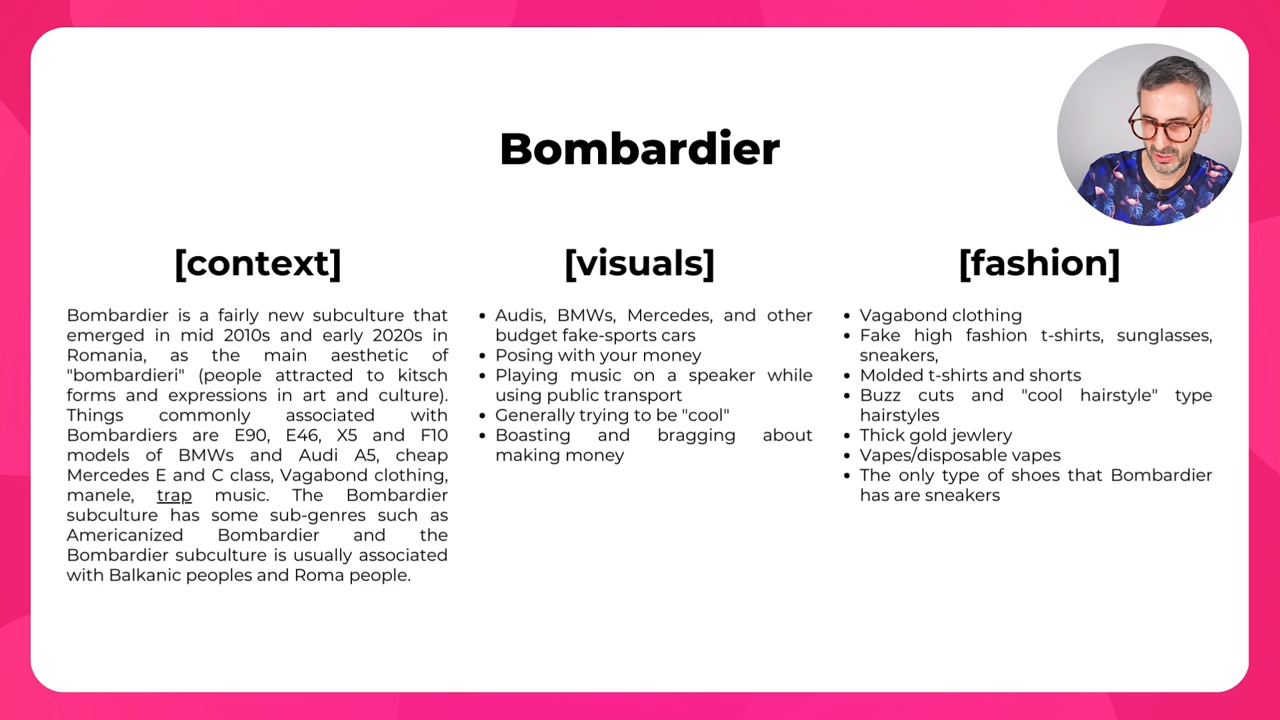 Bombardier
[context]
Bombardier is a fairly new subculture that
emerged in mid 2010s and early 2020s in
Romania, as the main aesthetic of
"bombardieri" (people attracted to kitsch
forms and expressions in art and culture).
Things commonly associated with
Bombardiers are E90, E46, X5 and F10
models of BMWs and Audi A5, cheap
Mercedes E and C class, Vagabond clothing,
manele, trap music. The Bombardier
subculture has some sub-genres such as
Americanized Bombardier and the
Bombardier subculture is usually associated
with Balkanic peoples and Roma people.
[visuals]
• Audis, BMWs, Mercedes, and other
budget fake-sports cars
• Posing with your money
• Playing music on a speaker while
using public transport
• Generally trying to be "cool"
• Boasting and bragging about
making money
[fashion]
• Vagabond clothing
• Fake high fashion t-shirts, sunglasses,
sneakers,
• Molded t-shirts and shorts
• Buzz cuts and "cool hairstyle" type
hairstyles
• Thick gold jewlery
• Vapes/disposable vapes
• The only type of shoes that Bombardier
has are sneakers